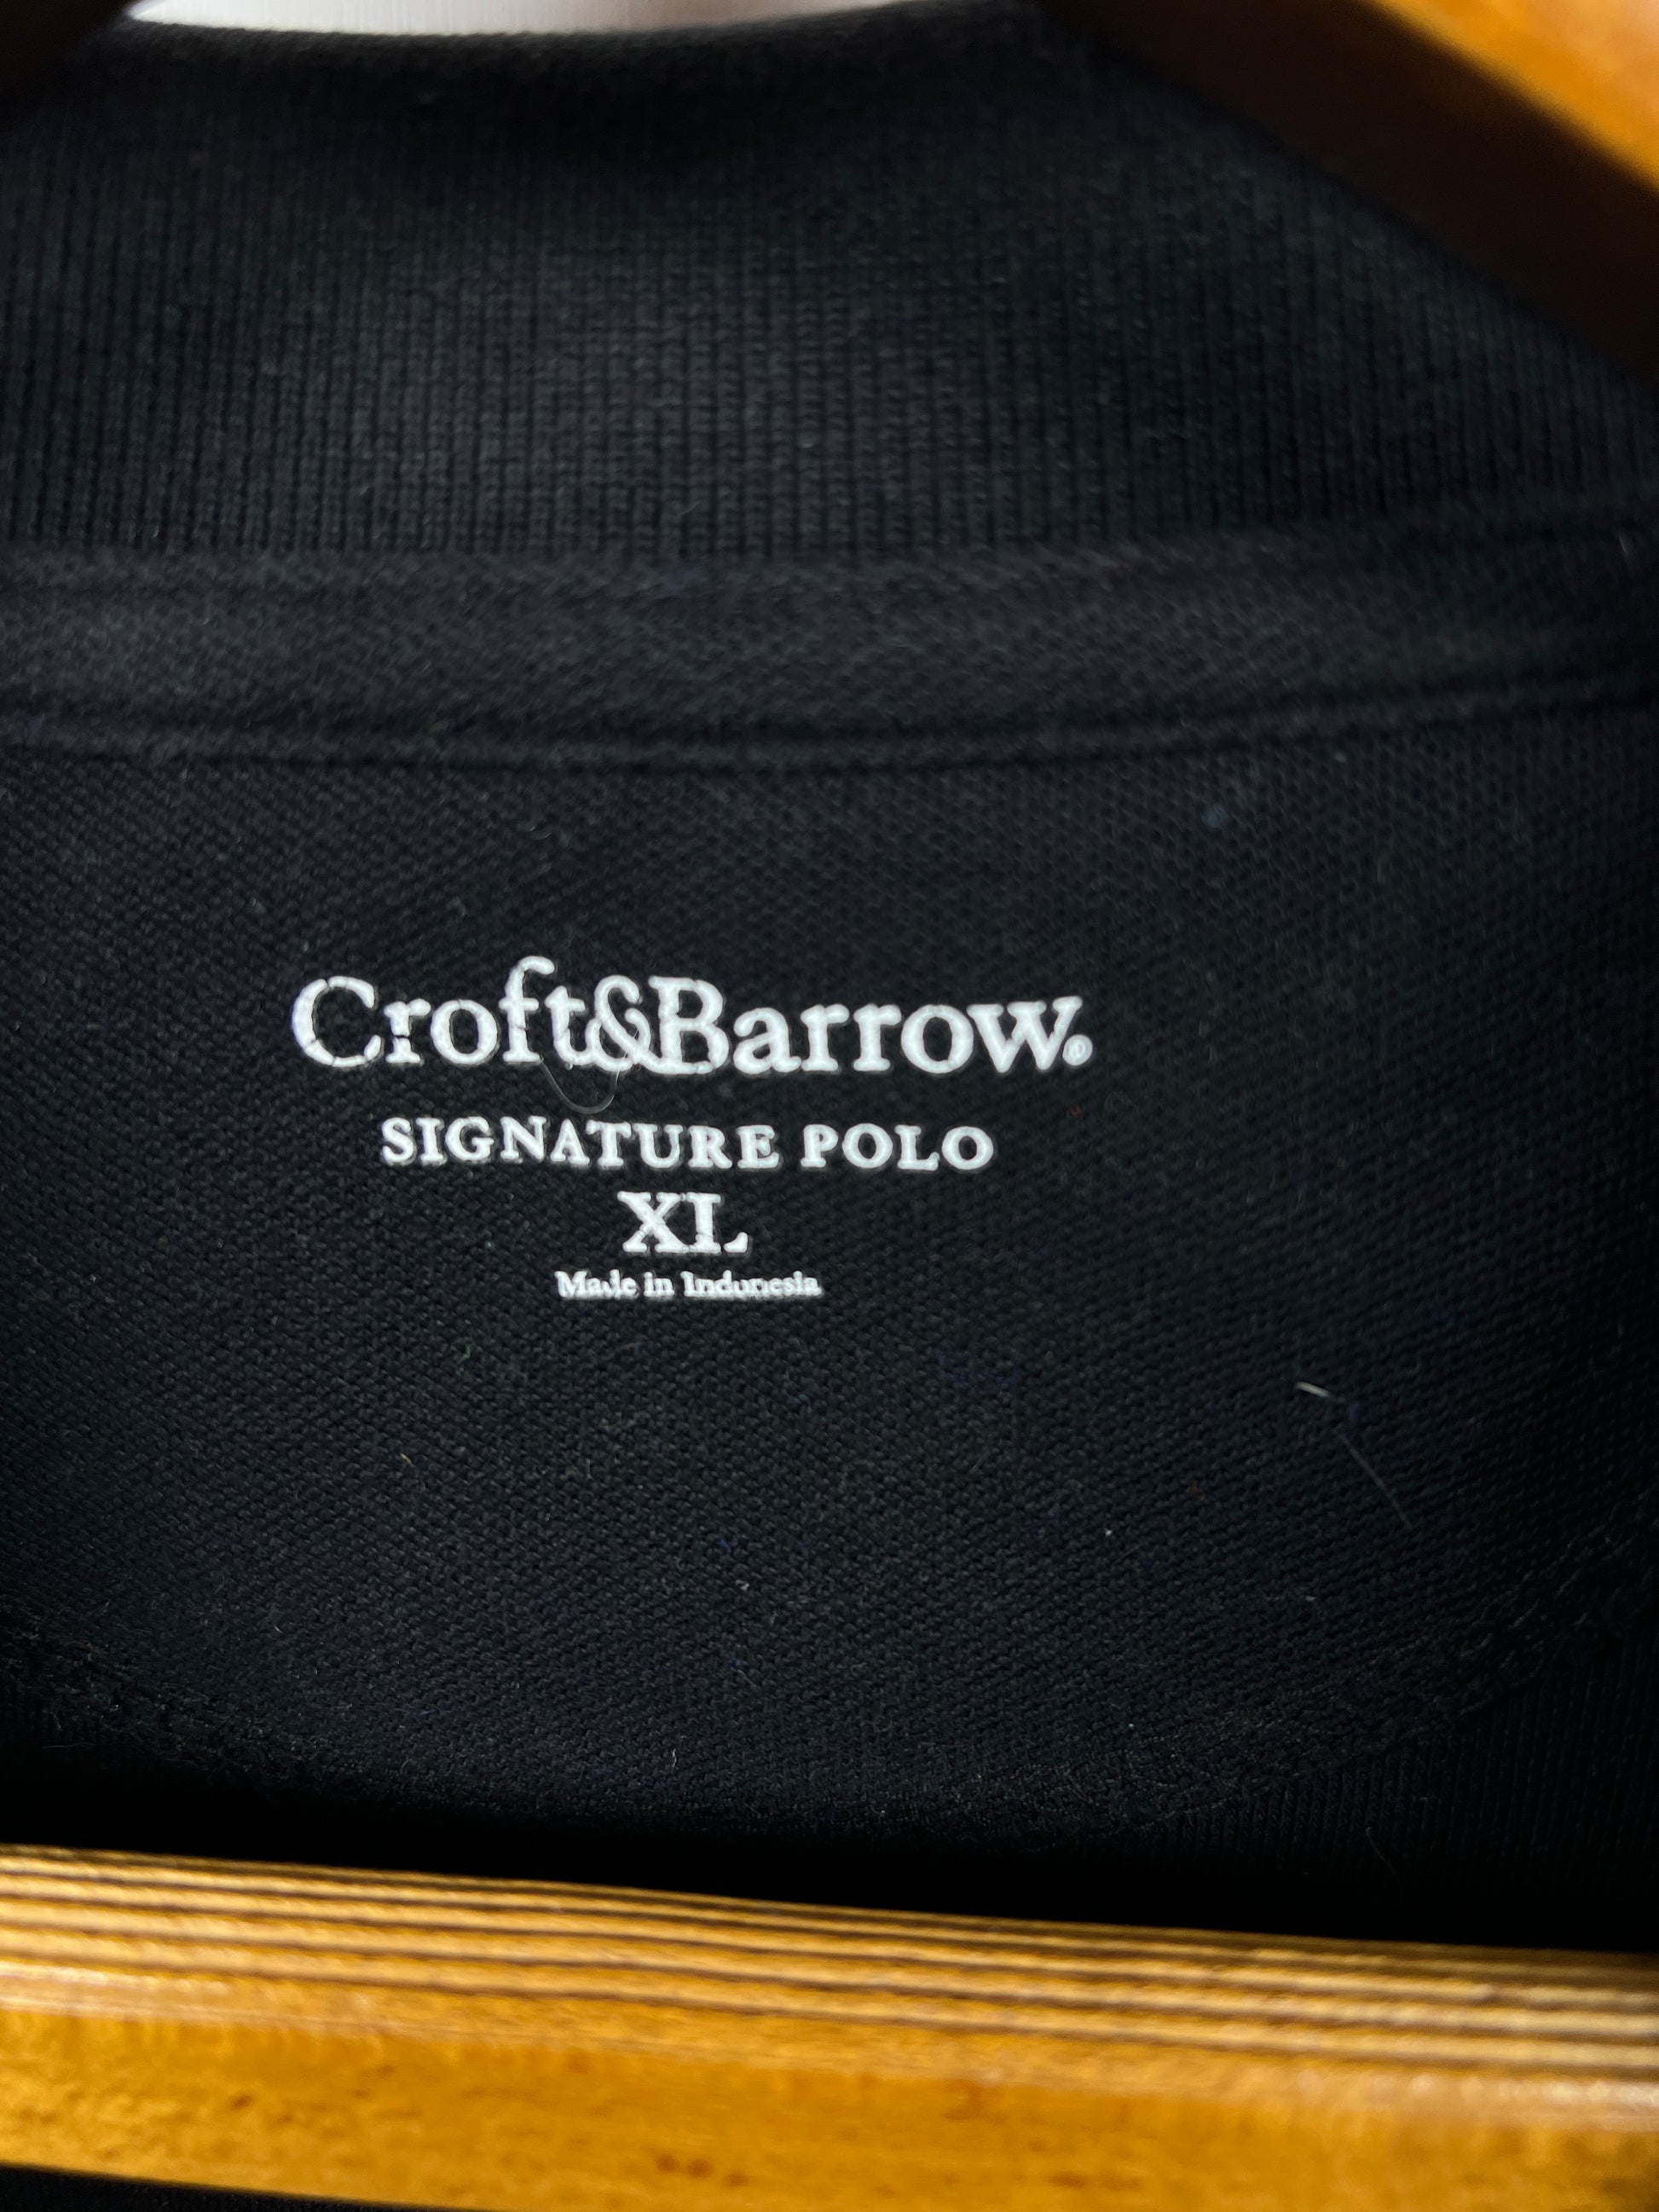 Croft&Barrow®
SIGNATURE POLO
XL
Made in Indonesia